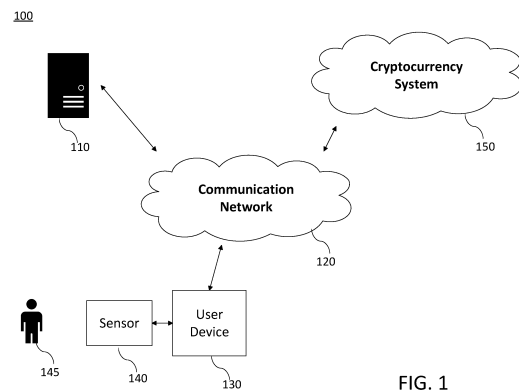 100
Cryptocurrency
System
110
150
Communication
Network
120
Sensor
User
Device
145
140
130
FIG. 1